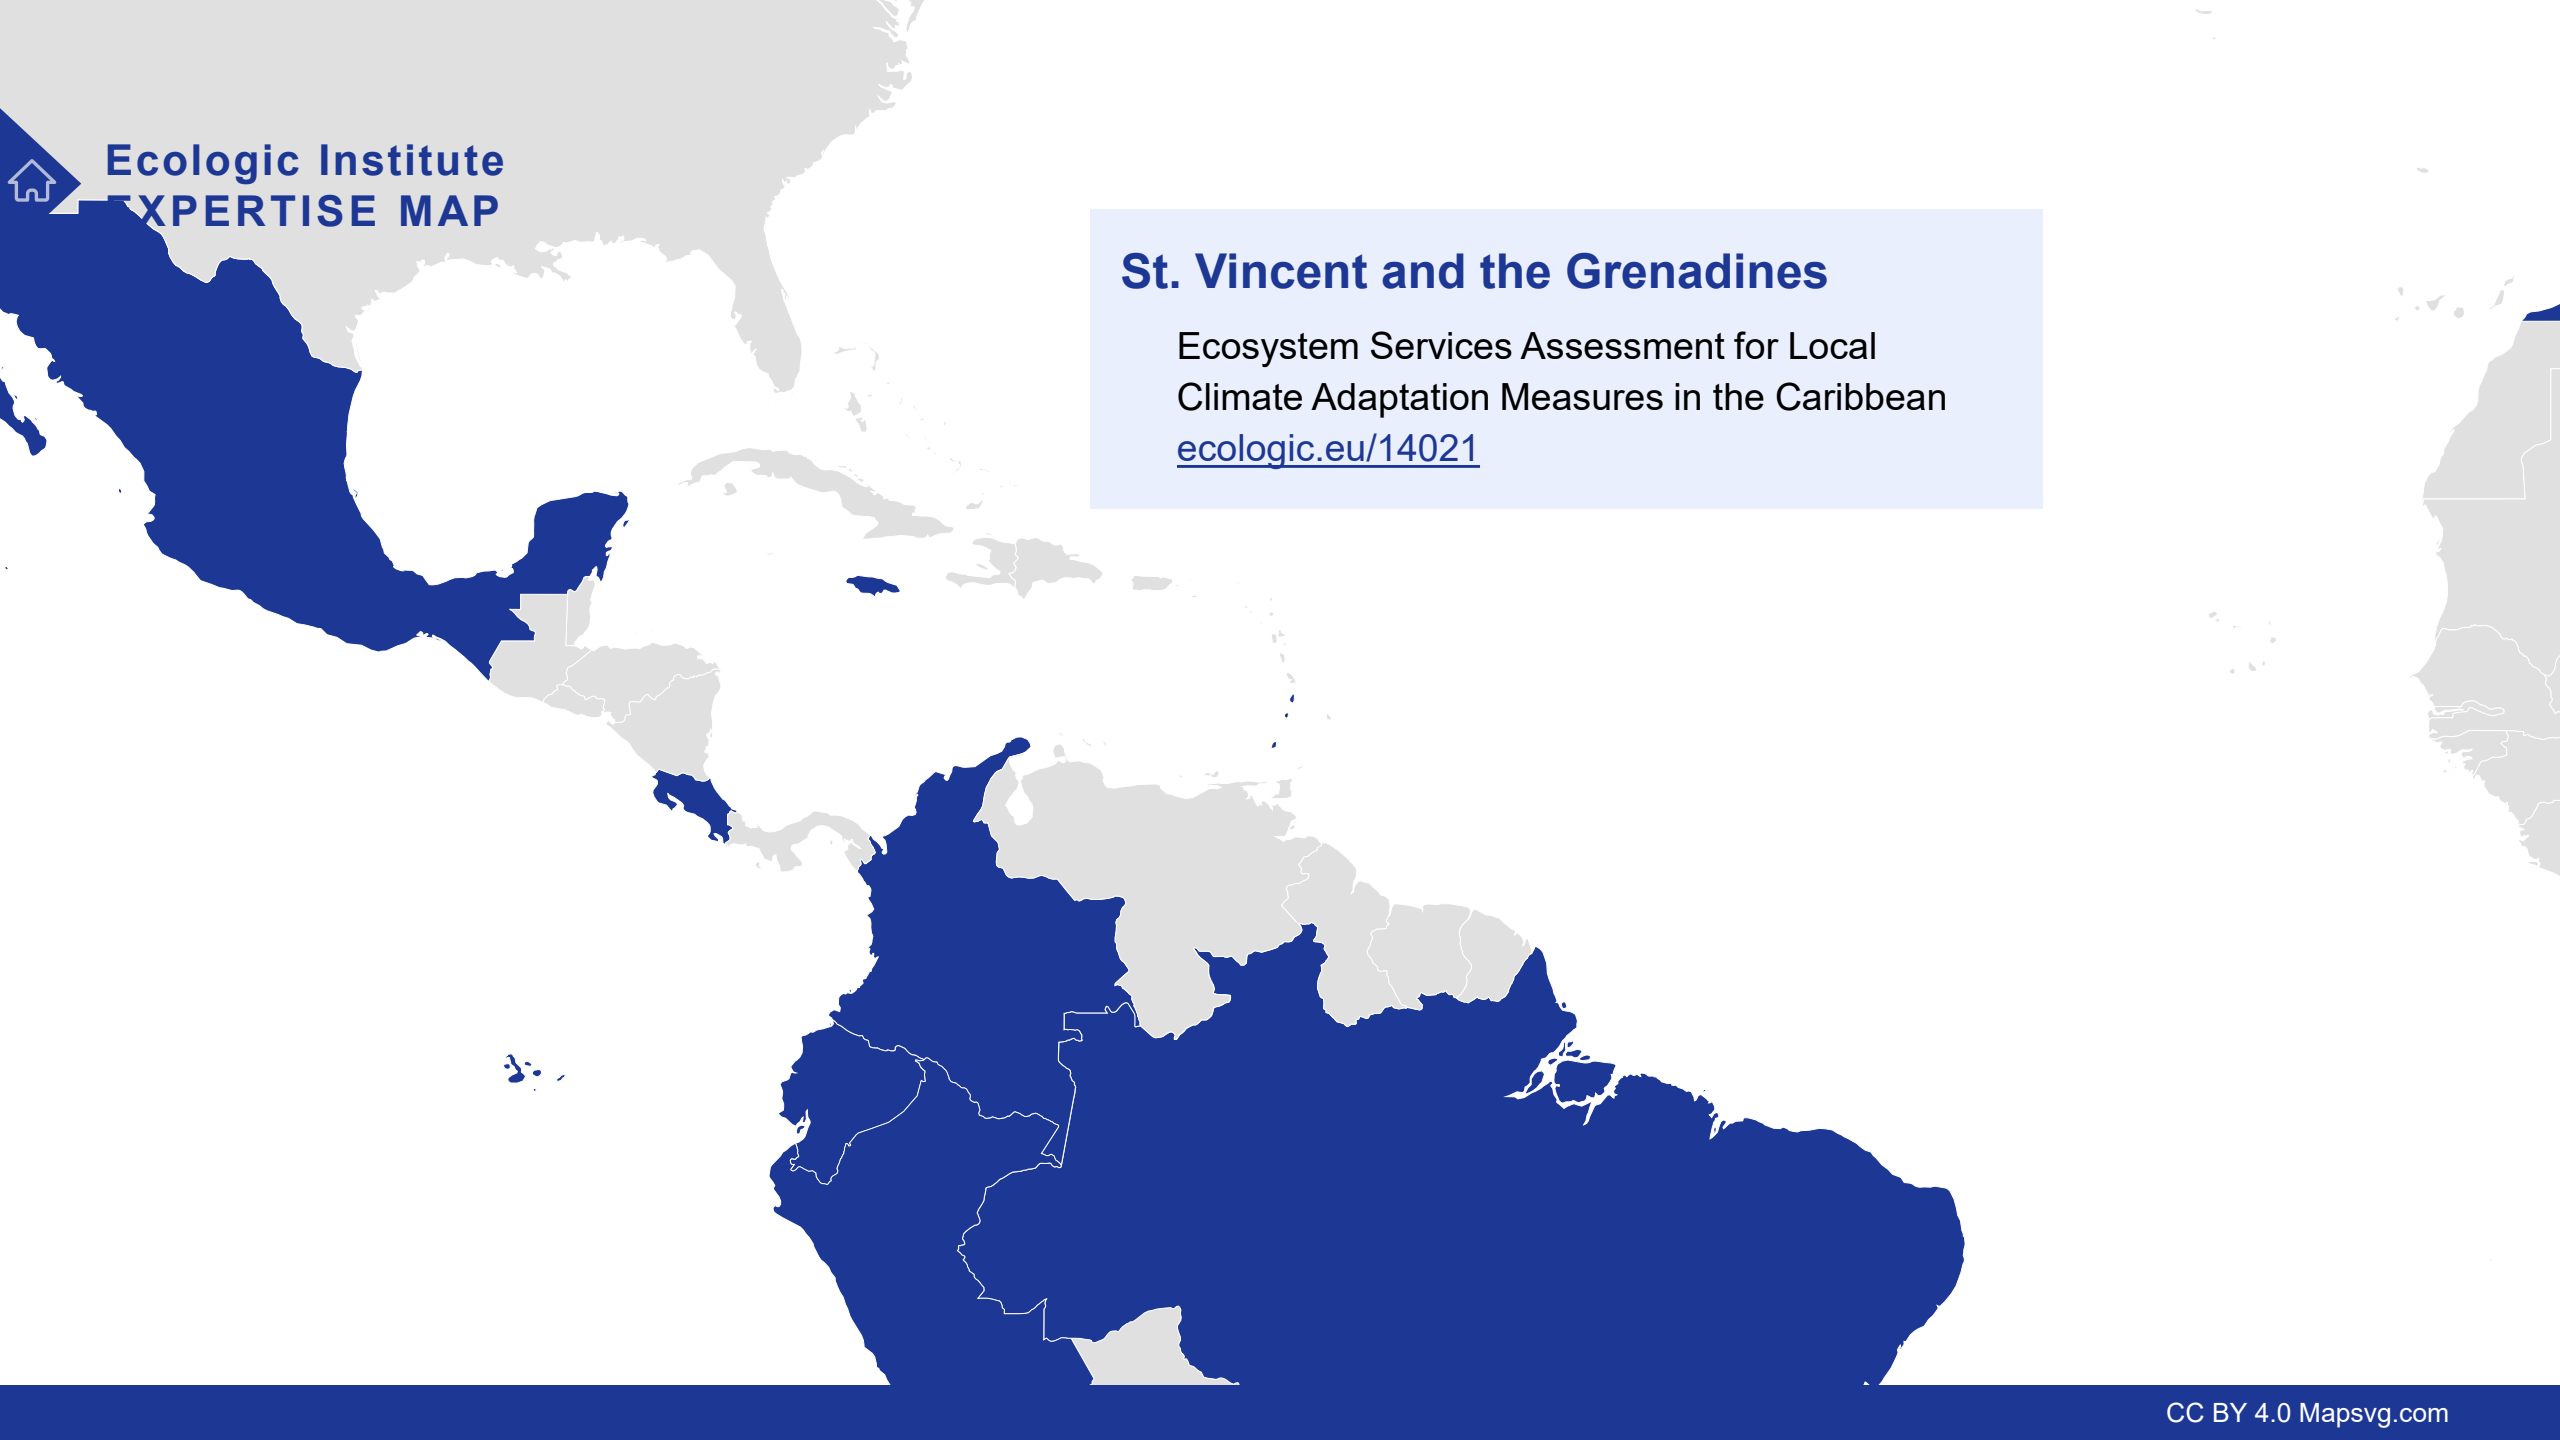 Ecologic Institute
EXPERTISE MAP
St. Vincent and the Grenadines
Ecosystem Services Assessment for Local
Climate Adaptation Measures in the Caribbean
ecologic.eu/14021
CC BY 4.0 Mapsvg.com